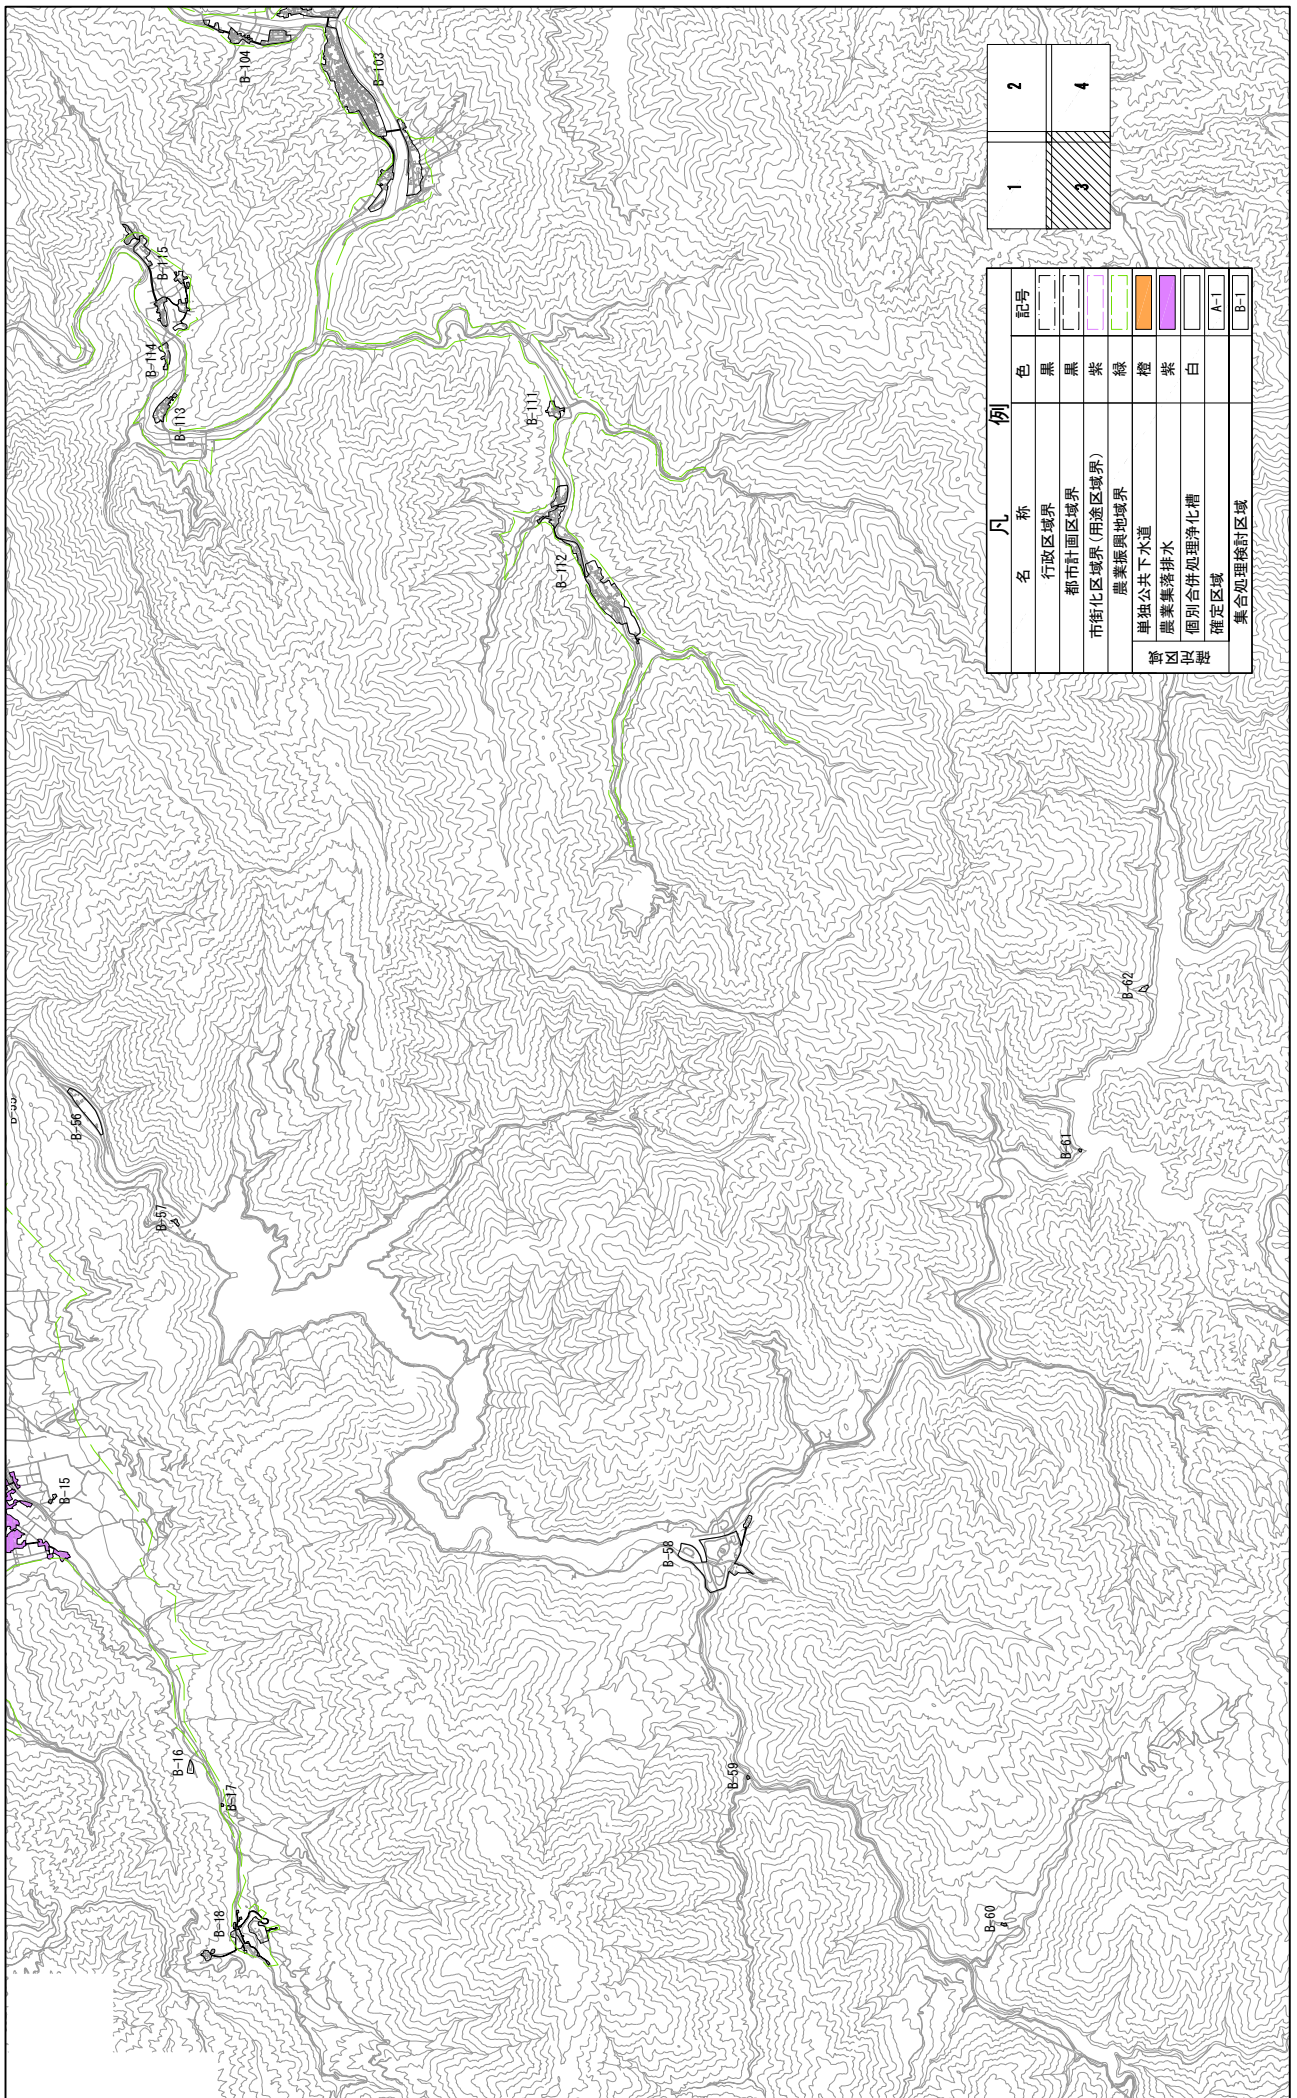 1
2
3
4
凡例
名称 色 記号
行政区域界 黒
都市計画区域界 黒
市街化区域界(用途区域界) 紫
農業振興地域界 緑
確定区域
単独公共下水道 橙
農業集落排水 紫
個別合併処理浄化槽 白
確定区域 A-1
集合処理検討区域 B-1
B-104
B-103
B-115
B-114
B-113
B-111
B-112
B-62
B-61
B-56
B-57
B-15
B-58
B-16
B-17
B-59
B-18
B-60